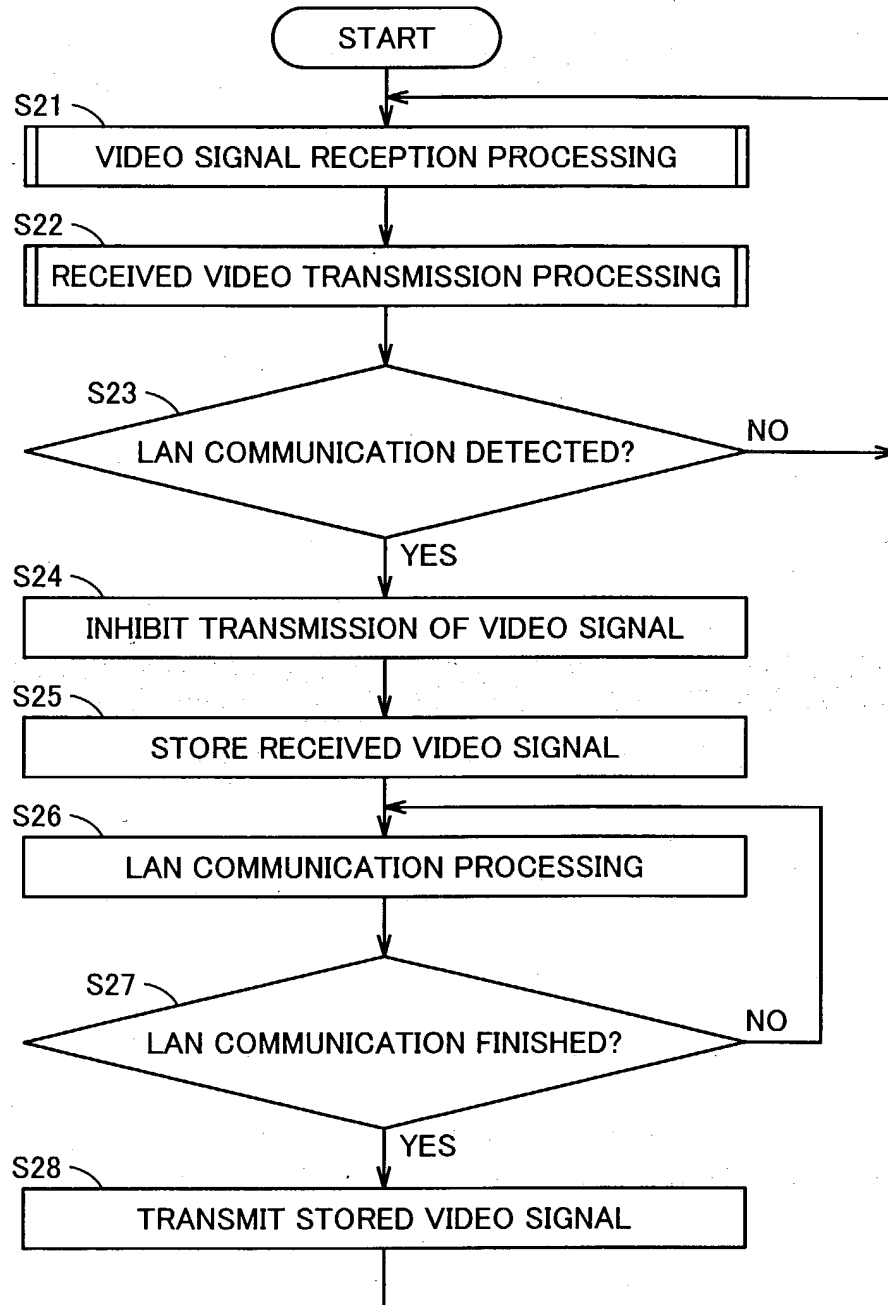 START
S21
VIDEO SIGNAL RECEPTION PROCESSING
S22
RECEIVED VIDEO TRANSMISSION PROCESSING
S23
LAN COMMUNICATION DETECTED?
NO
YES
S24
INHIBIT TRANSMISSION OF VIDEO SIGNAL
S25
STORE RECEIVED VIDEO SIGNAL
S26
LAN COMMUNICATION PROCESSING
S27
LAN COMMUNICATION FINISHED?
NO
YES
S28
TRANSMIT STORED VIDEO SIGNAL